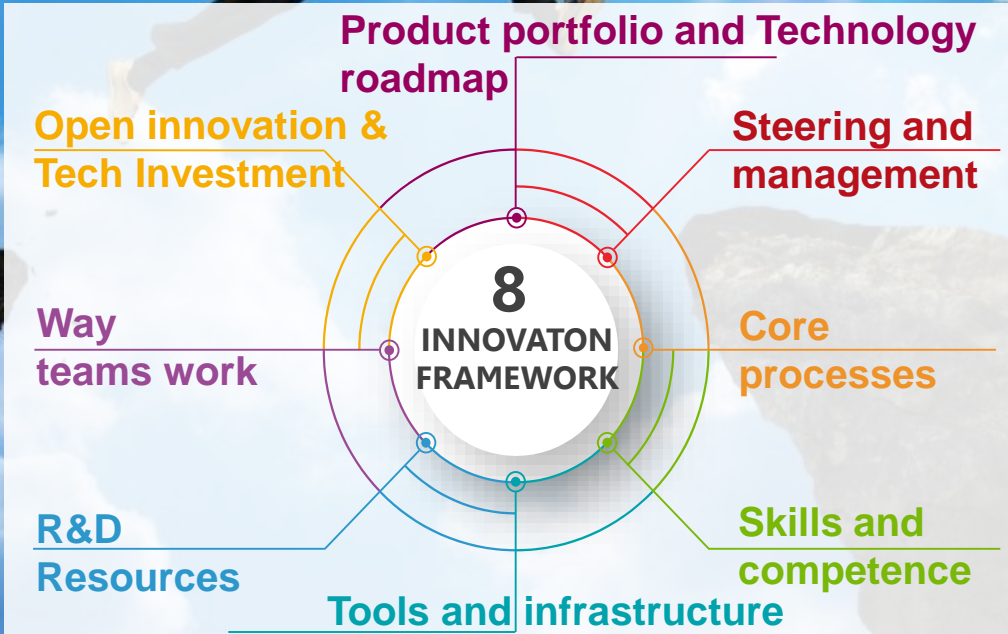 Product portfolio and Technology
roadmap
Open innovation &
Tech Investment
Steering and
management
8
INNOVATON
FRAMEWORK
Way
teams work
Core
processes
R&D
Resources
Skills and
competence
Tools and infrastructure